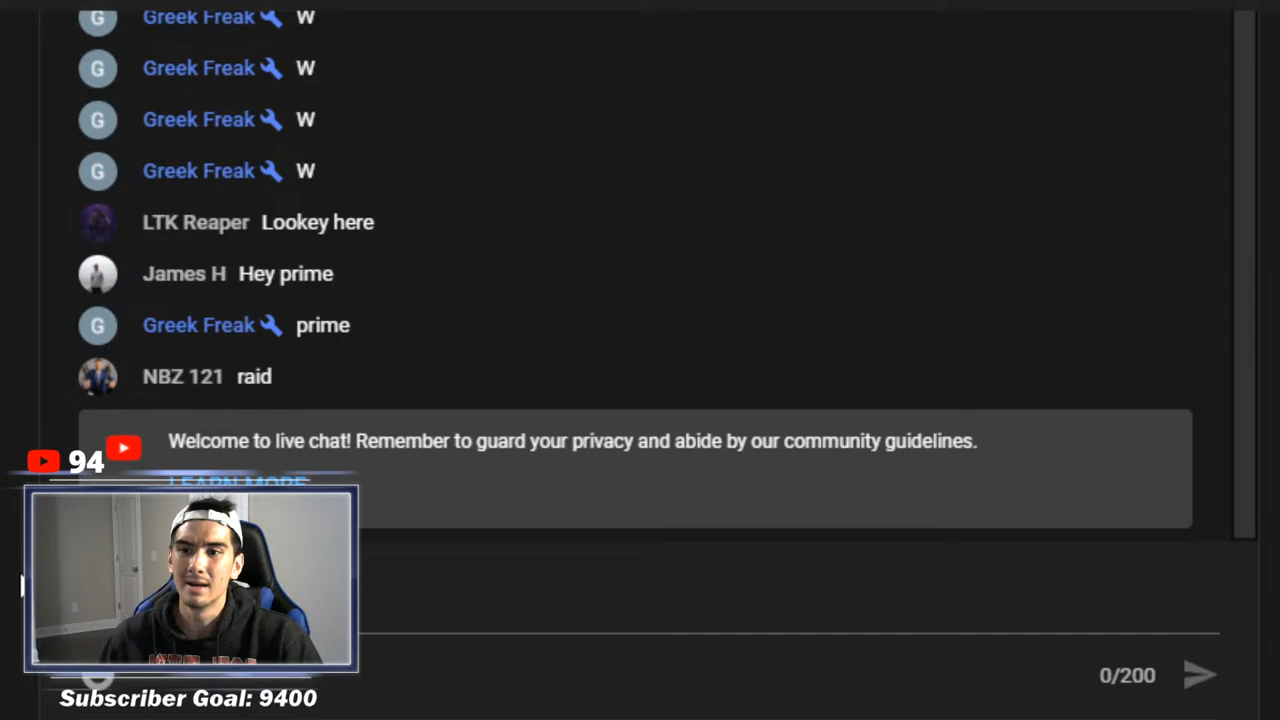 G Greek Freak W
G Greek Freak W
G Greek Freak W
G Greek Freak W
LTK Reaper Lookey here
James H Hey prime
G Greek Freak prime
NBZ 121 raid
Welcome to live chat! Remember to guard your privacy and abide by our community guidelines.
94
LEARN MORE
0/200
Subscriber Goal: 9400